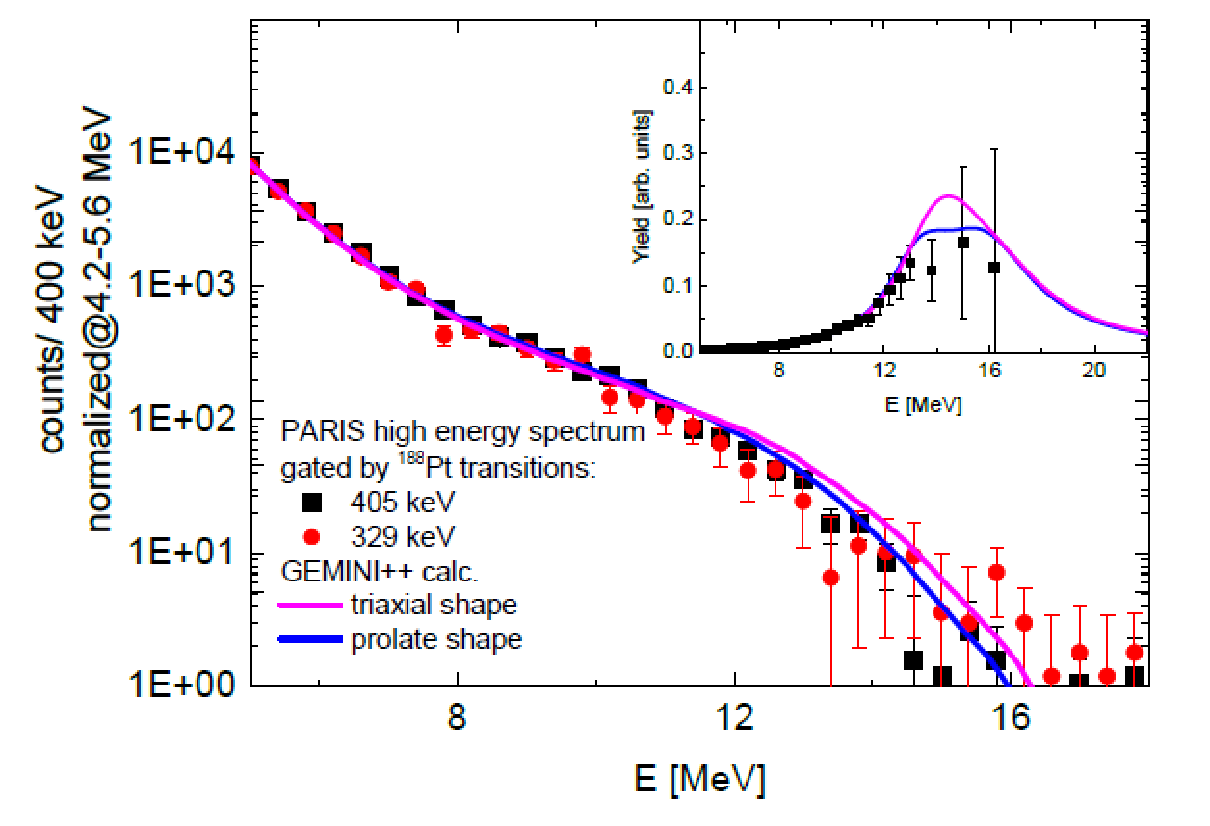 counts/ 400 keV
normalized@4.2-5.6 MeV
1E+04
1E+03
1E+02
1E+01
1E+00
8
12
16
E [MeV]
PARIS high energy spectrum
gated by ¹⁸⁸Pt transitions:
405 keV
329 keV
GEMINI++ calc.
triaxial shape
prolate shape
Yield [arb. units]
0.4
0.3
0.2
0.1
0.0
8
12
16
20
E [MeV]